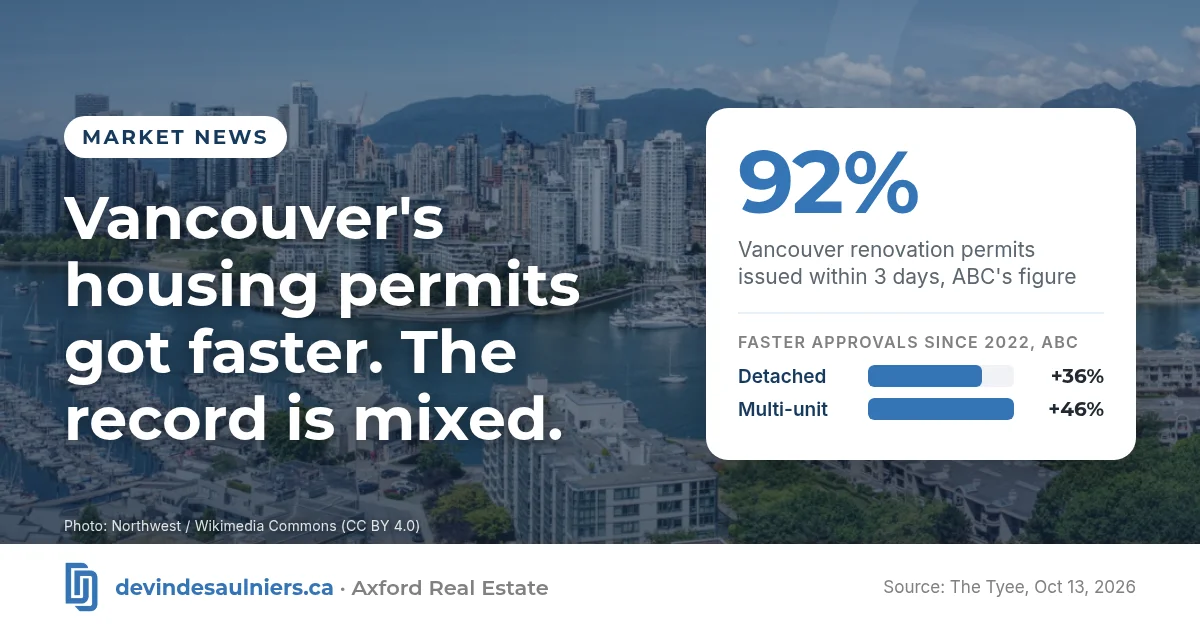 MARKET NEWS
Vancouver's
housing permits
got faster. The
record is mixed.
Photo: Northwest / Wikimedia Commons (CC BY 4.0)
92%
Vancouver renovation permits
issued within 3 days, ABC's figure
FASTER APPROVALS SINCE 2022, ABC
Detached +36%
Multi-unit +46%
devindesaulniers.ca · Axford Real Estate
Source: The Tyee, Oct 13, 2026